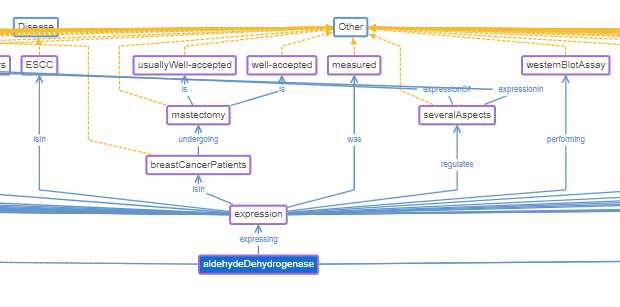 Disease
Other
rs
ESCC
usuallyWell-accepted
well-accepted
measured
westernBlotAssay
is
is
expressionOf
expressionIn
mastectomy
severalAspects
isIn
undergoing
was
performing
breastCancerPatients
regulates
isIn
expression
expressing
aldehydeDehydrogenase